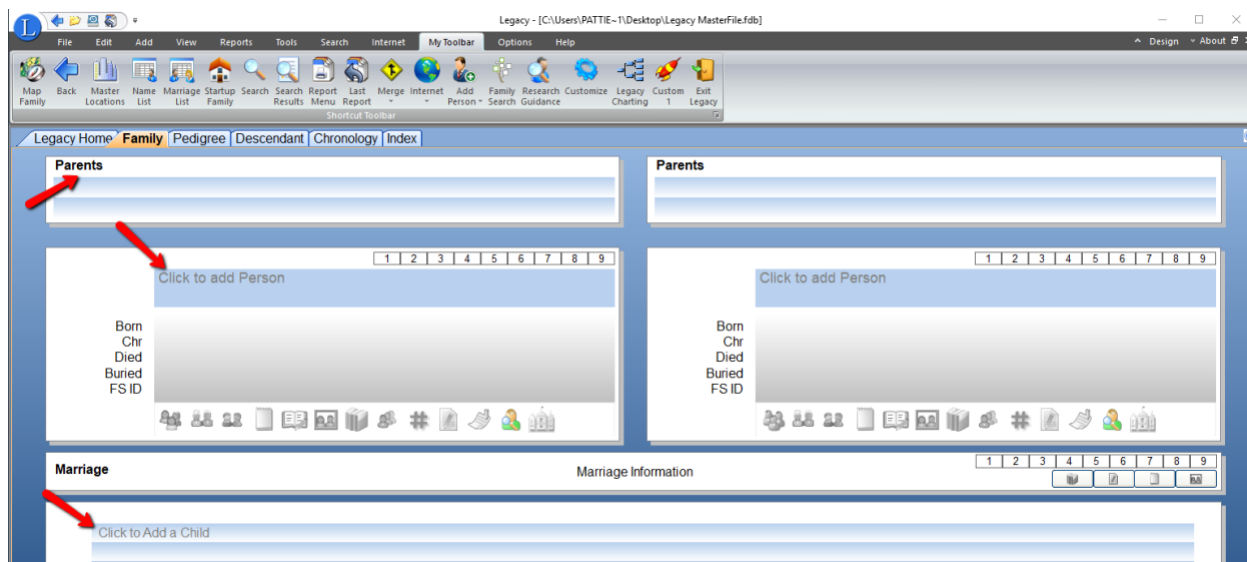 L
Legacy - [C:\Users\PATTIE~1\Desktop\Legacy MasterFile.fdb]
File Edit Add View Reports Tools Search Internet My Toolbar Options Help
Design About
Map Family Back Master Locations Name List Marriage List Startup Family Search Search Results Report Menu Last Report Merge Internet Add Person Family Search Research Guidance Customize Legacy Charting Custom 1 Exit Legacy
Shortcut Toolbar
Legacy Home Family Pedigree Descendant Chronology Index
Parents Parents
1 2 3 4 5 6 7 8 9 1 2 3 4 5 6 7 8 9
Click to add Person Click to add Person
Born Born
Chr Chr
Died Died
Buried Buried
FS ID FS ID
Marriage Marriage Information 1 2 3 4 5 6 7 8 9
Click to Add a Child